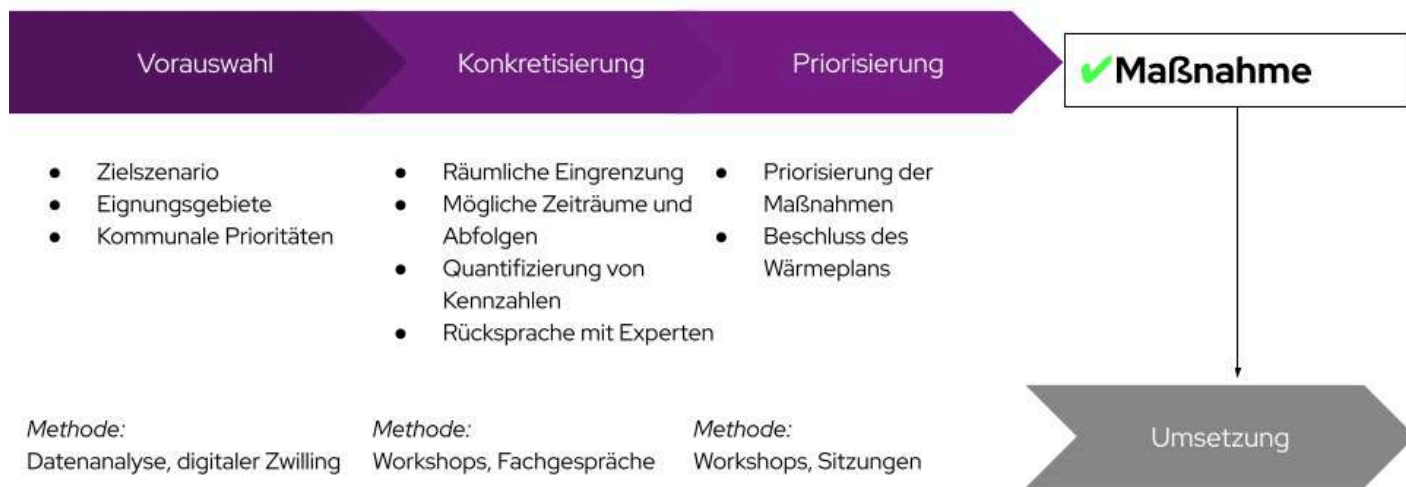 Vorauswahl
Konkretisierung
Priorisierung
✔Maßnahme
● Zielszenario
● Eignungsgebiete
● Kommunale Prioritäten
● Räumliche Eingrenzung
● Mögliche Zeiträume und
Abfolgen
● Quantifizierung von
Kennzahlen
● Rücksprache mit Experten
● Priorisierung der
Maßnahmen
● Beschluss des
Wärmeplans
Methode:
Datenanalyse, digitaler Zwilling
Methode:
Workshops, Fachgespräche
Methode:
Workshops, Sitzungen
Umsetzung